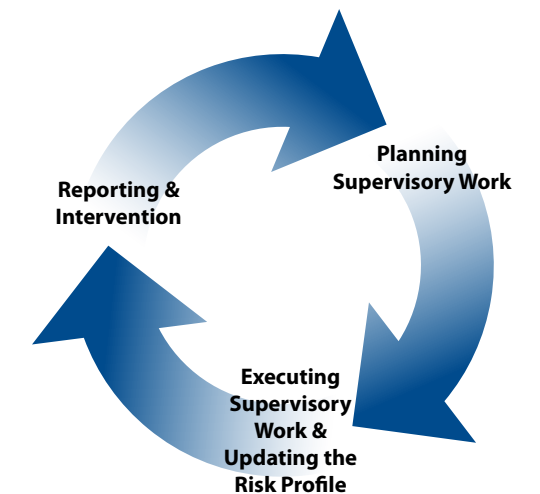 Planning
Supervisory Work
Reporting &
Intervention
Executing
Supervisory
Work &
Updating the
Risk Profile